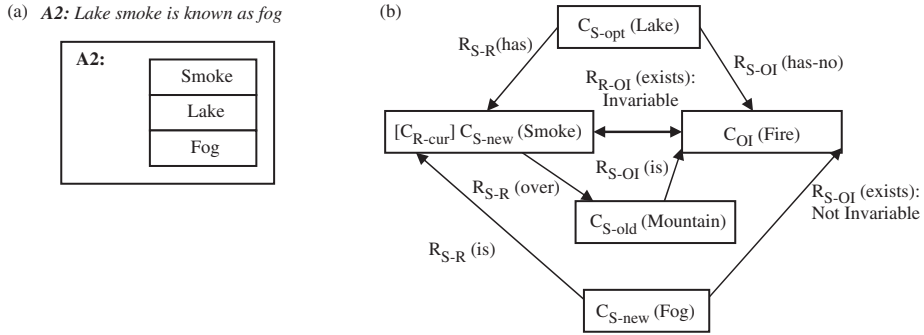 (a) A2: Lake smoke is known as fog
A2:
Smoke
Lake
Fog
(b)
C_S-opt (Lake)
R_S-R(has)
R_S-OI (has-no)
R_R-OI (exists):
Invariable
[C_R-cur] C_S-new (Smoke)
C_OI (Fire)
R_S-OI (is)
R_S-R (over)
C_S-old (Mountain)
R_S-OI (exists):
Not Invariable
R_S-R (is)
C_S-new (Fog)